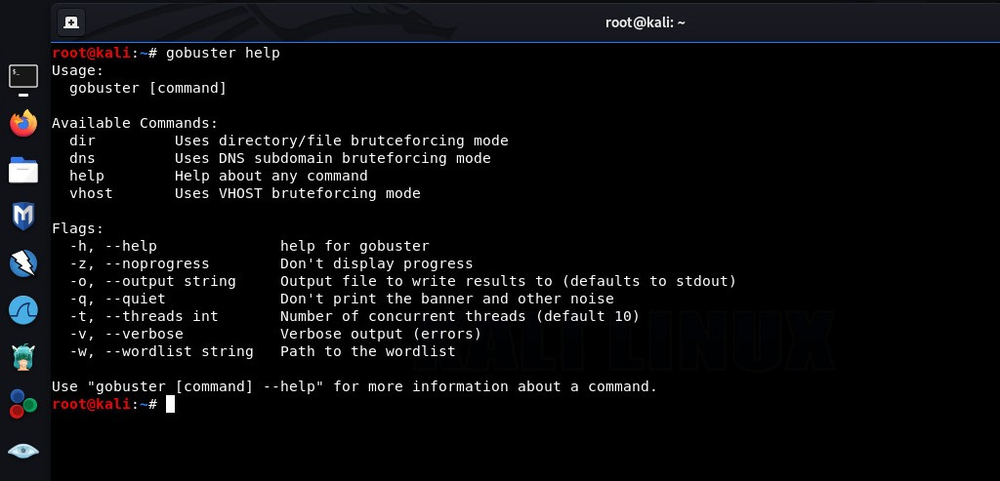 root@kali: ~
root@kali:~# gobuster help
Usage:
  gobuster [command]

Available Commands:
  dir         Uses directory/file brutceforcing mode
  dns         Uses DNS subdomain bruteforcing mode
  help        Help about any command
  vhost       Uses VHOST bruteforcing mode

Flags:
  -h, --help              help for gobuster
  -z, --noprogress        Don't display progress
  -o, --output string     Output file to write results to (defaults to stdout)
  -q, --quiet             Don't print the banner and other noise
  -t, --threads int       Number of concurrent threads (default 10)
  -v, --verbose           Verbose output (errors)
  -w, --wordlist string   Path to the wordlist
KALI LINUX

Use "gobuster [command] --help" for more information about a command.
root@kali:~#